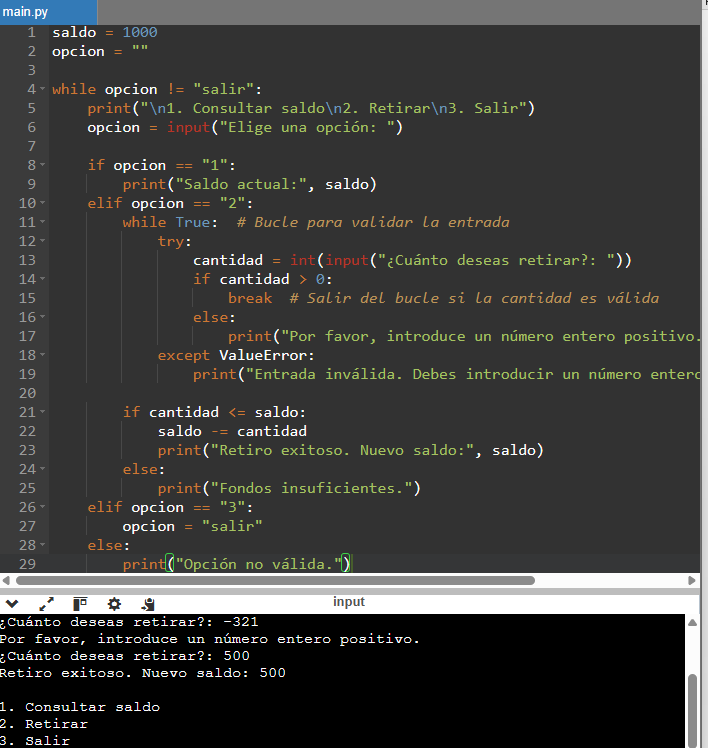 main.py
1 saldo = 1000
2 opcion = ""
3
4 while opcion != "salir":
5     print("\n1. Consultar saldo\n2. Retirar\n3. Salir")
6     opcion = input("Elige una opción: ")
7
8     if opcion == "1":
9         print("Saldo actual:", saldo)
10     elif opcion == "2":
11         while True:  # Bucle para validar la entrada
12             try:
13                 cantidad = int(input("¿Cuánto deseas retirar?: "))
14                 if cantidad > 0:
15                     break  # Salir del bucle si la cantidad es válida
16                 else:
17                     print("Por favor, introduce un número entero positivo.
18             except ValueError:
19                 print("Entrada inválida. Debes introducir un número entero
20
21         if cantidad <= saldo:
22             saldo -= cantidad
23             print("Retiro exitoso. Nuevo saldo:", saldo)
24         else:
25             print("Fondos insuficientes.")
26     elif opcion == "3":
27         opcion = "salir"
28     else:
29         print("Opción no válida.")
input
¿Cuánto deseas retirar?: -321
Por favor, introduce un número entero positivo.
¿Cuánto deseas retirar?: 500
Retiro exitoso. Nuevo saldo: 500

1. Consultar saldo
2. Retirar
3. Salir